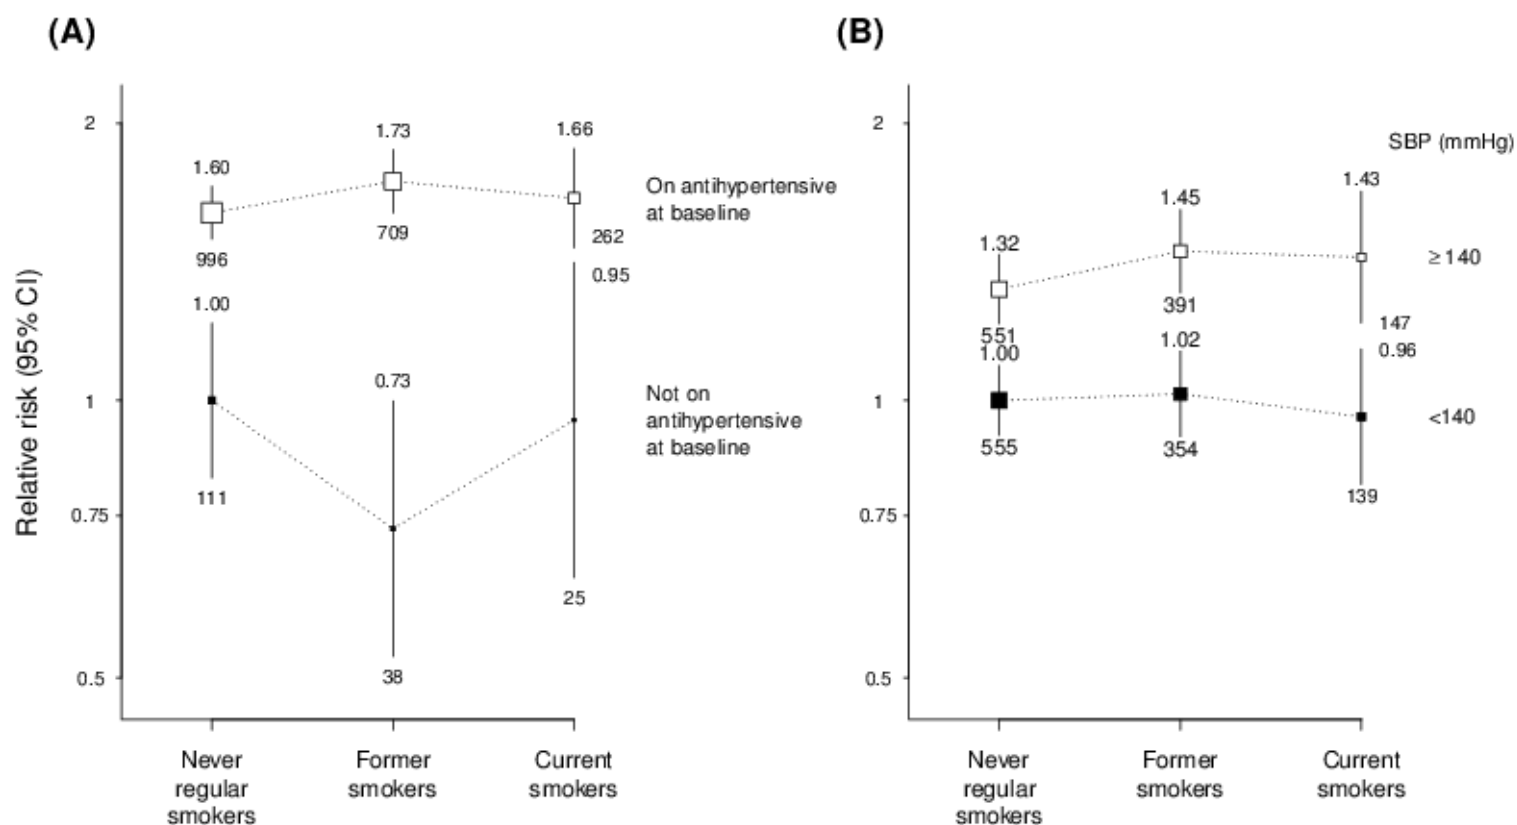 (A)
Relative risk (95% CI)
2
1
0.75
0.5
1.60
1.73
1.66
996
709
262
On antihypertensive
at baseline
1.00
0.73
0.95
111
38
25
Not on
antihypertensive
at baseline
Never
regular
smokers
Former
smokers
Current
smokers
(B)
2
1
0.75
0.5
SBP (mmHg)
1.32
1.45
1.43
551
391
147
≥140
1.00
1.02
0.96
555
354
139
<140
Never
regular
smokers
Former
smokers
Current
smokers